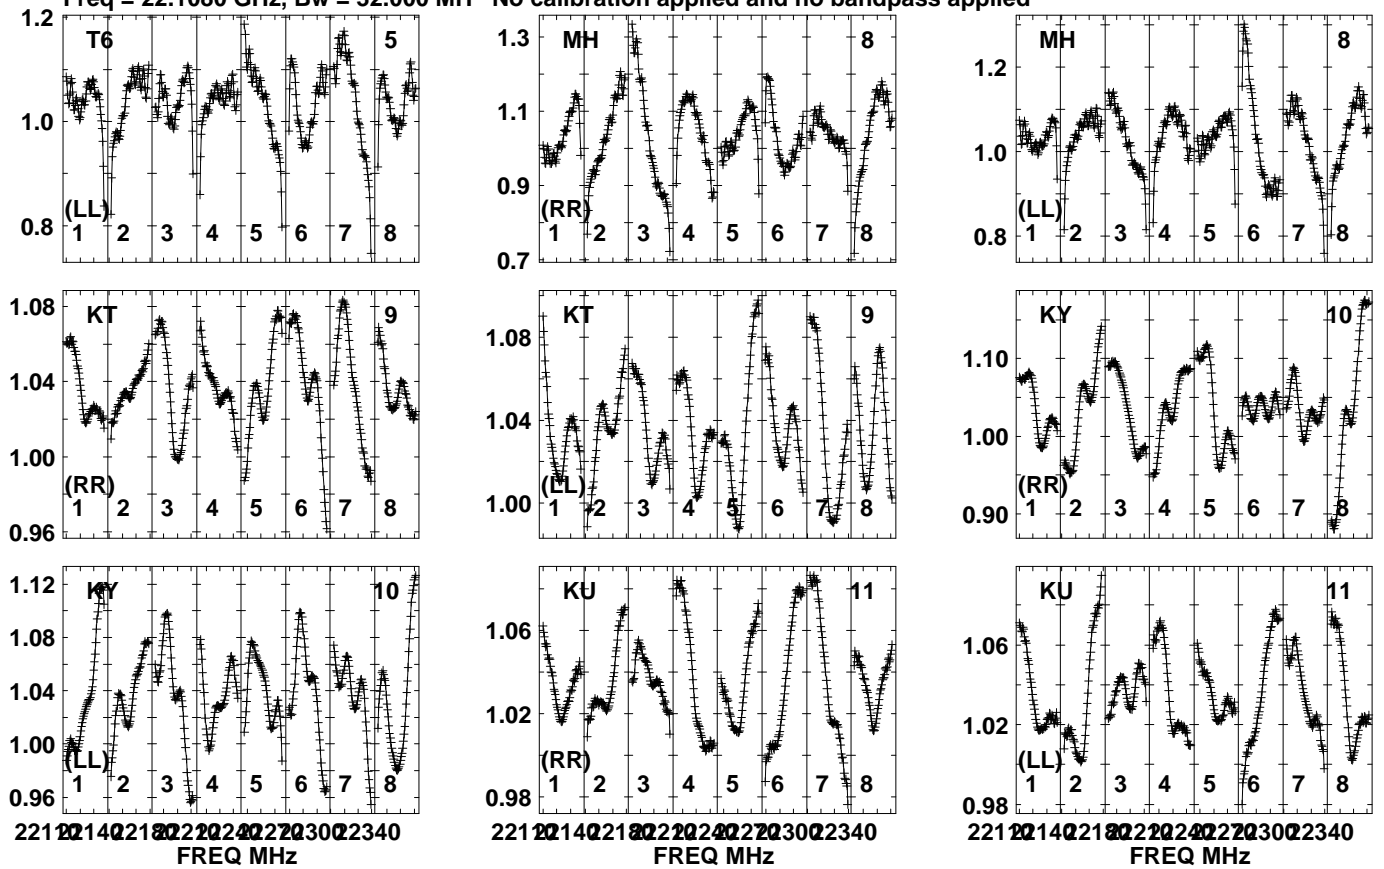 Freq = 22.1080 GHz, Bw = 32.000 MH No calibration applied and no bandpass applied
1.2 T6 5
1.0
0.8 (LL)
1 2 3 4 5 6 7 8
1.3 MH 8
1.1
0.9
(RR)
0.7 1 2 3 4 5 6 7 8
MH 8
1.2
1.0
(LL)
0.8 1 2 3 4 5 6 7 8
1.08 KT 9
1.04
1.00
(RR)
0.96 1 2 3 4 5 6 7 8
KT 9
1.08
1.04
1.00 (LL)
1 2 3 4 5 6 7 8
KY 10
1.10
1.00
(RR)
0.90 1 2 3 4 5 6 7 8
1.12 KY 10
1.08
1.04
1.00 (LL)
0.96 1 2 3 4 5 6 7 8
KU 11
1.06
1.02
(RR)
0.98 1 2 3 4 5 6 7 8
KU 11
1.06
1.02
(LL)
0.98 1 2 3 4 5 6 7 8
22340 22340 22340
FREQ MHz FREQ MHz FREQ MHz